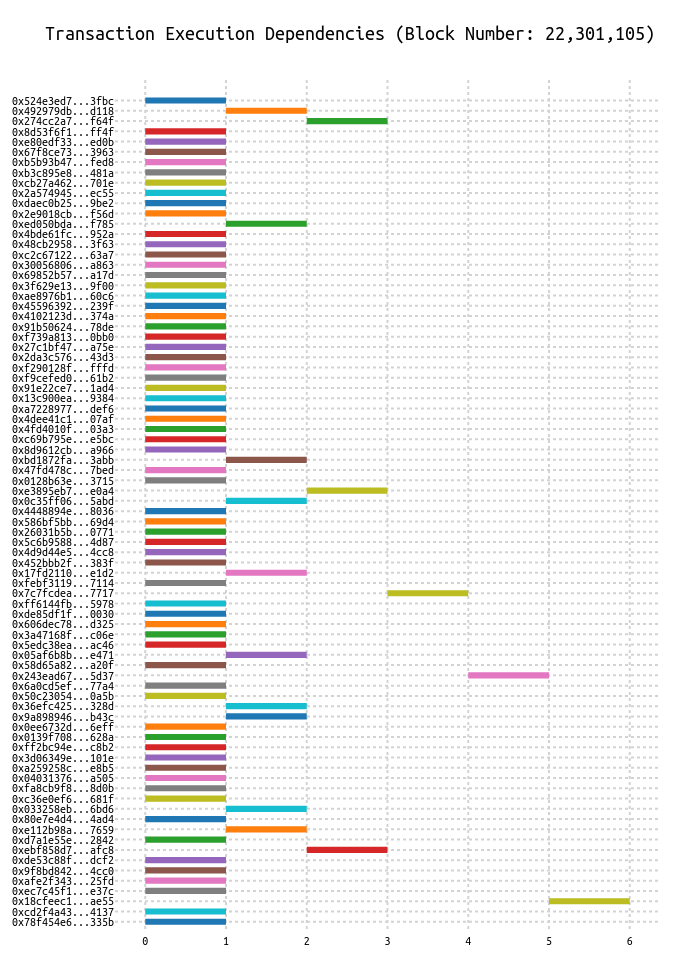 Transaction Execution Dependencies (Block Number: 22,301,105)
0x524e3ed7...3fbc
0x492979db...d118
0x274cc2a7...f64f
0x8d53f6f1...ff4f
0xe80edf33...ed0b
0x67f8ce73...3963
0xb5b93b47...fed8
0xb3c895e8...481a
0xcb27a462...701e
0x2a574945...ec55
0xdaec0b25...9be2
0x2e9018cb...f56d
0xed050bda...f785
0x4bde61fc...952a
0x48cb2958...3f63
0xc2c67122...63a7
0x30056806...a863
0x69852b57...a17d
0x3f629e13...9f00
0xae8976b1...60c6
0x45596392...239f
0x4102123d...374a
0x91b50624...78de
0xf739a813...0bb0
0x27c1bf47...a75e
0x2da3c576...43d3
0xf290128f...fffd
0xf9cefed0...61b2
0x91e22ce7...1ad4
0x13c900ea...9384
0xa7228977...def6
0x4dee41c1...07af
0x4fd4010f...03a3
0xc69b795e...e5bc
0x8d9612cb...a966
0xbd1872fa...3abb
0x47fd478c...7bed
0x0128b63e...3715
0xe3895eb7...e0a4
0x0c35ff06...5abd
0x4448894e...8036
0x586bf5bb...69d4
0x26031b5b...0771
0x5c6b9588...4d87
0x4d9d44e5...4cc8
0x452bbb2f...383f
0x17fd2110...e1d2
0xfebf3119...7114
0x7c7fcdea...7717
0xff6144fb...5978
0xde85df1f...0030
0x606dec78...d325
0x3a47168f...c06e
0x5edc38ea...ac46
0x05af6b8b...e471
0x58d65a82...a20f
0x243ead67...5d37
0x6a0cd5ef...77a4
0x50c23054...0a5b
0x36efc425...328d
0x9a898946...b43c
0x0ee6732d...6eff
0x0139f708...628a
0xff2bc94e...c8b2
0x3d06349e...101e
0xa259258c...e8b5
0x04031376...a505
0xfa8cb9f8...8d0b
0xc36e0ef6...681f
0x033258eb...6bd6
0x80e7e4d4...4ad4
0xe112b98a...7659
0xd7a1e55e...2842
0xebf858d7...afc8
0xde53c88f...dcf2
0x9f8bd842...4cc0
0xafe2f343...25fd
0xec7c45f1...e37c
0x18cfeec1...ae55
0xcd2f4a43...4137
0x78f454e6...335b
0 1 2 3 4 5 6